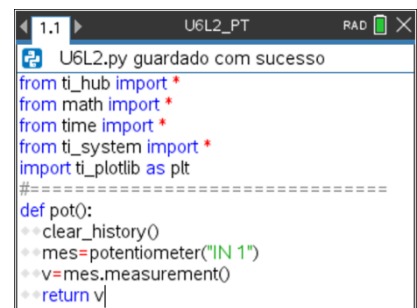 1.1 U6L2_PT RAD
U6L2.py guardado com sucesso
from ti_hub import *
from math import *
from time import *
from ti_system import *
import ti_plotlib as plt
#================================
def pot():
◆◆clear_history()
◆◆mes=potentiometer("IN 1")
◆◆v=mes.measurement()
◆◆return v